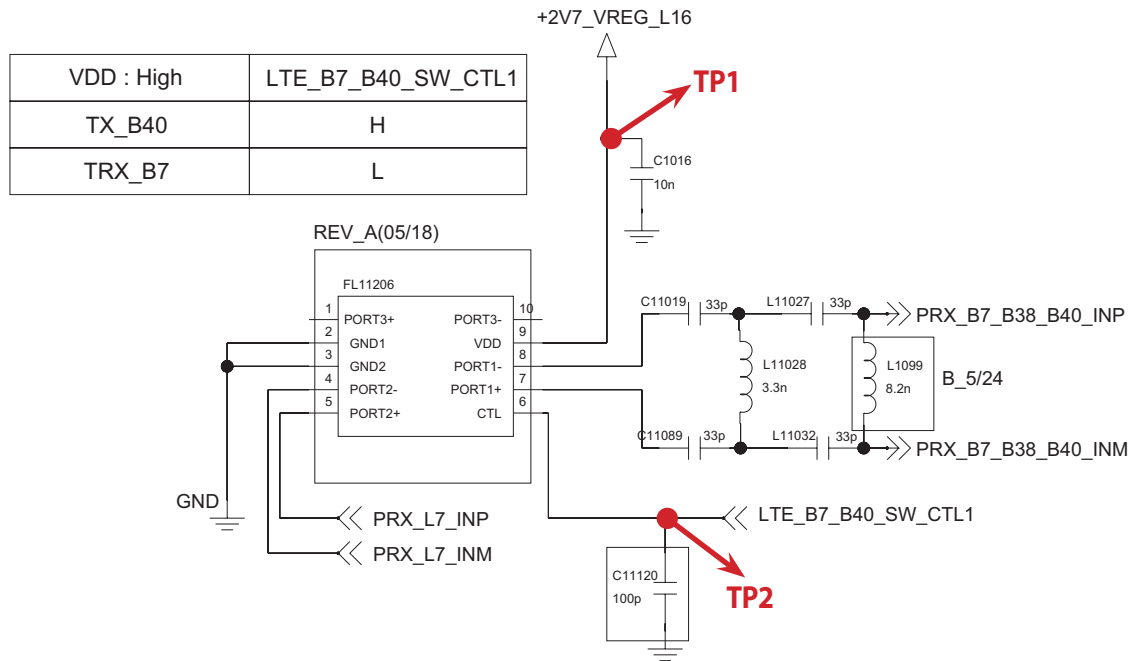 +2V7_VREG_L16
VDD : High LTE_B7_B40_SW_CTL1
TX_B40 H
TRX_B7 L
TP1
C1016
10n
REV_A(05/18)
FL11206
1 PORT3+ PORT3- 10
2 GND1 VDD 9
3 GND2 PORT1- 8
4 PORT2- PORT1+ 7
5 PORT2+ CTL 6
C11019 33p L11027 33p PRX_B7_B38_B40_INP
L11028
3.3n
L1099
8.2n
B_5/24
C11089 33p L11032 33p PRX_B7_B38_B40_INM
GND
PRX_L7_INP
PRX_L7_INM
LTE_B7_B40_SW_CTL1
C11120
100p
TP2